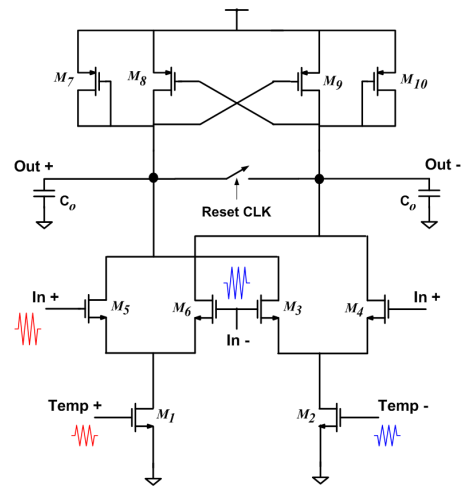 M7 M8 M9 M10
Out + Out -
Co Reset CLK Co
In + M5 M6 M3 M4 In +
In -
Temp + M1 M2 Temp -